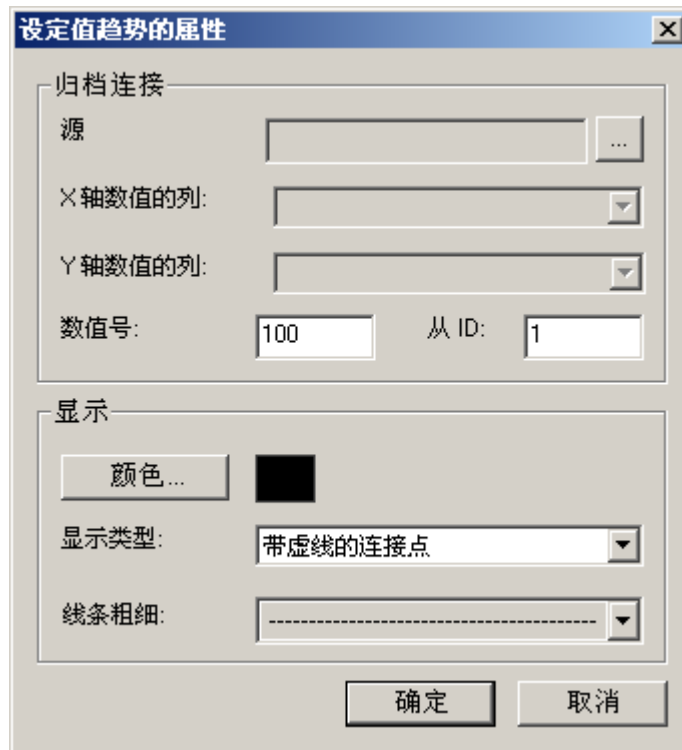 设定值趋势的属性
归档连接
源
...
X轴数值的列:
Y轴数值的列:
数值号: 100 从 ID: 1
显示
颜色...
显示类型: 带虚线的连接点
线条粗细:
确定 取消